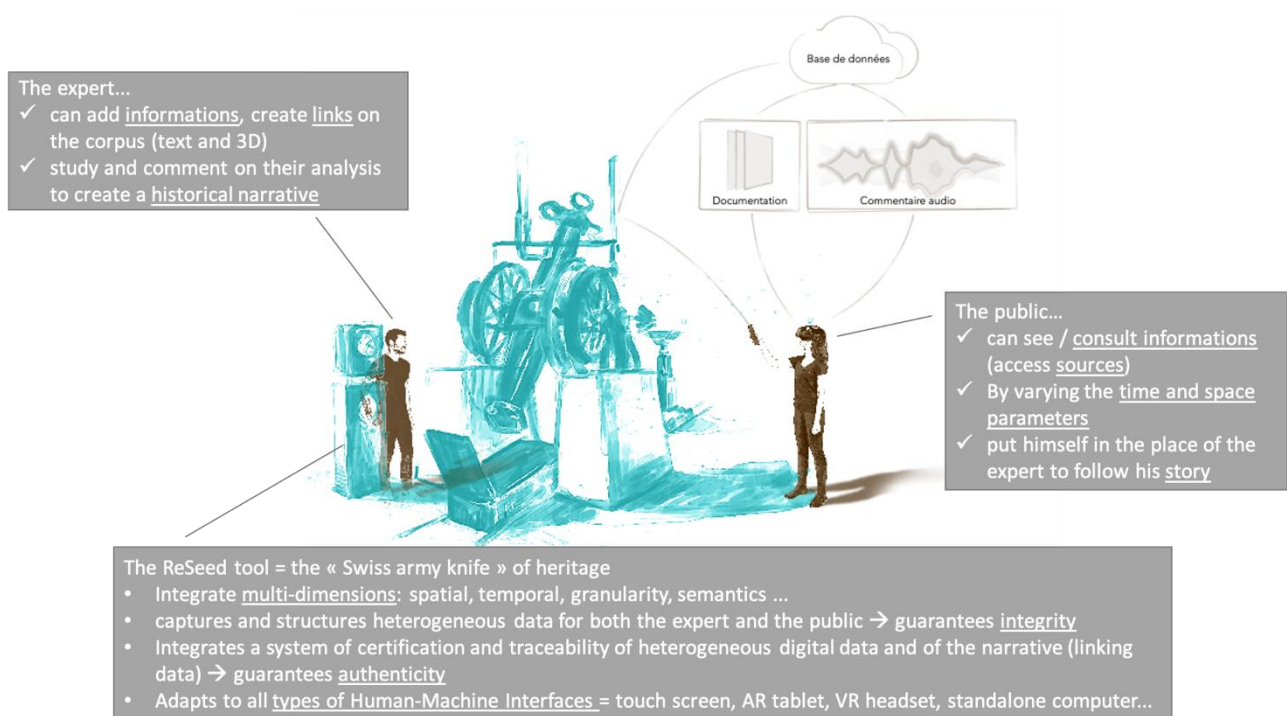 Base de données
Documentation
Commentaire audio
The expert...
✓ can add informations, create links on
the corpus (text and 3D)
✓ study and comment on their analysis
to create a historical narrative
The public...
✓ can see / consult informations
(access sources)
✓ By varying the time and space
parameters
✓ put himself in the place of the
expert to follow his story
The ReSeed tool = the « Swiss army knife » of heritage
• Integrate multi-dimensions: spatial, temporal, granularity, semantics ...
• captures and structures heterogeneous data for both the expert and the public → guarantees integrity
• Integrates a system of certification and traceability of heterogeneous digital data and of the narrative (linking
data) → guarantees authenticity
• Adapts to all types of Human-Machine Interfaces = touch screen, AR tablet, VR headset, standalone computer...